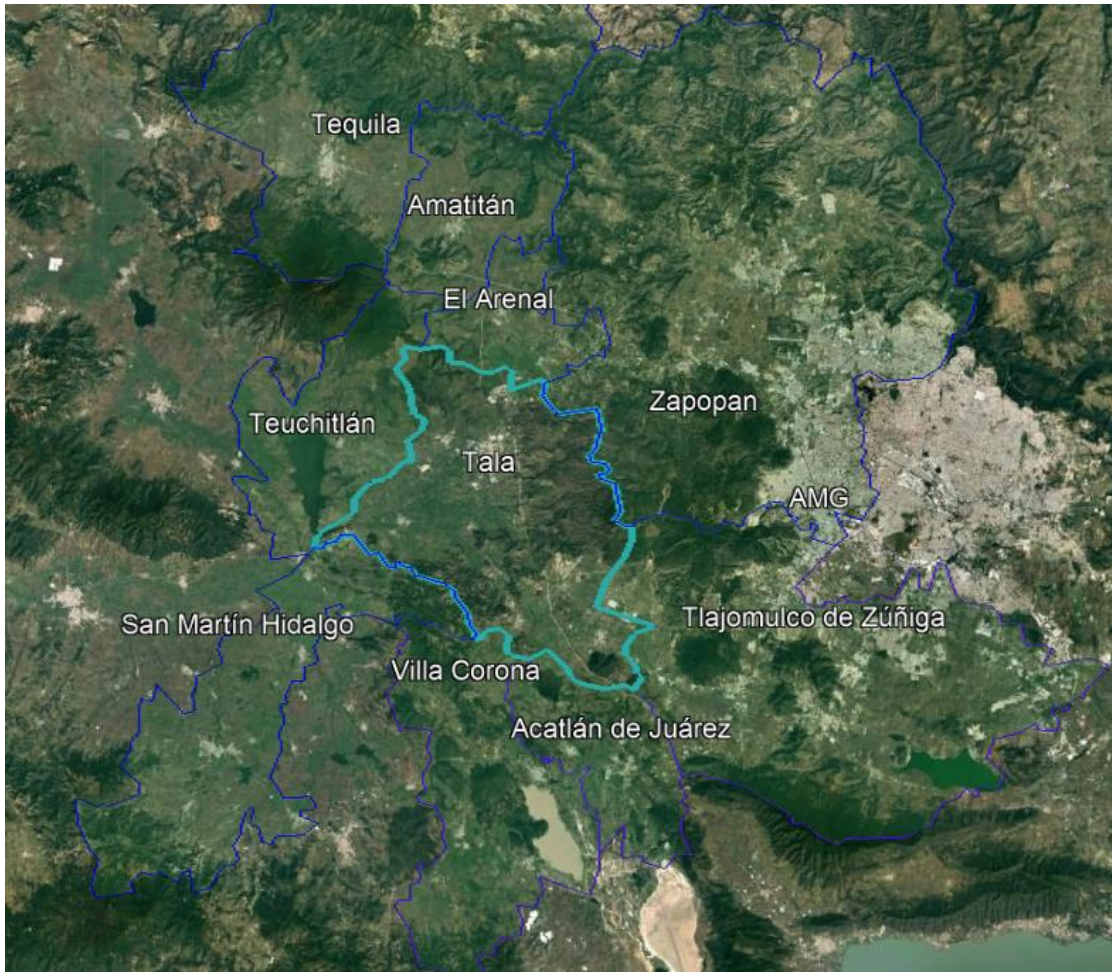 Tequila
Amatitán
El Arenal
Zapopan
Teuchitlán
Tala
AMG
San Martín Hidalgo
Tlajomulco de Zúñiga
Villa Corona
Acatlán de Juárez